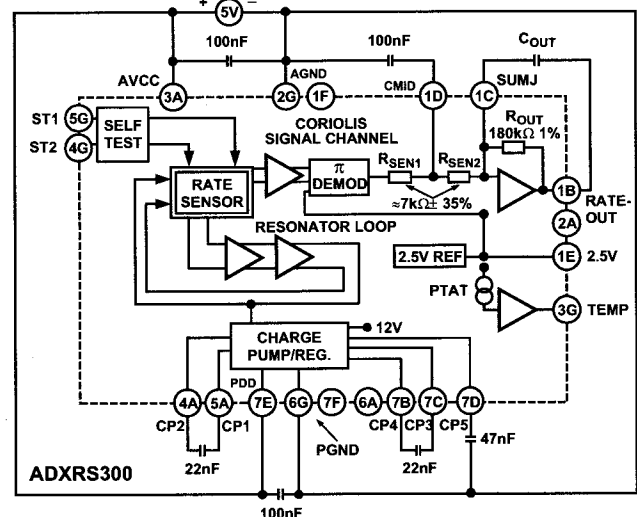 + 5V −
100nF
100nF
COUT
AVCC
AGND
CMID
SUMJ
3A
2G
1F
1D
1C
ST1 5G
ST2 4G
SELF
TEST
CORIOLIS
SIGNAL CHANNEL
ROUT
180kΩ 1%
RATE
SENSOR
π
DEMOD
RSEN1
RSEN2
≈7kΩ± 35%
1B
RATE-
OUT
2A
RESONATOR LOOP
2.5V REF
1E 2.5V
PTAT
3G TEMP
CHARGE
PUMP/REG.
12V
PDD
4A
5A
7E
6G
7F
6A
7B
7C
7D
CP2
CP1
CP4
CP3
CP5
PGND
22nF
22nF
47nF
ADXRS300
100nF